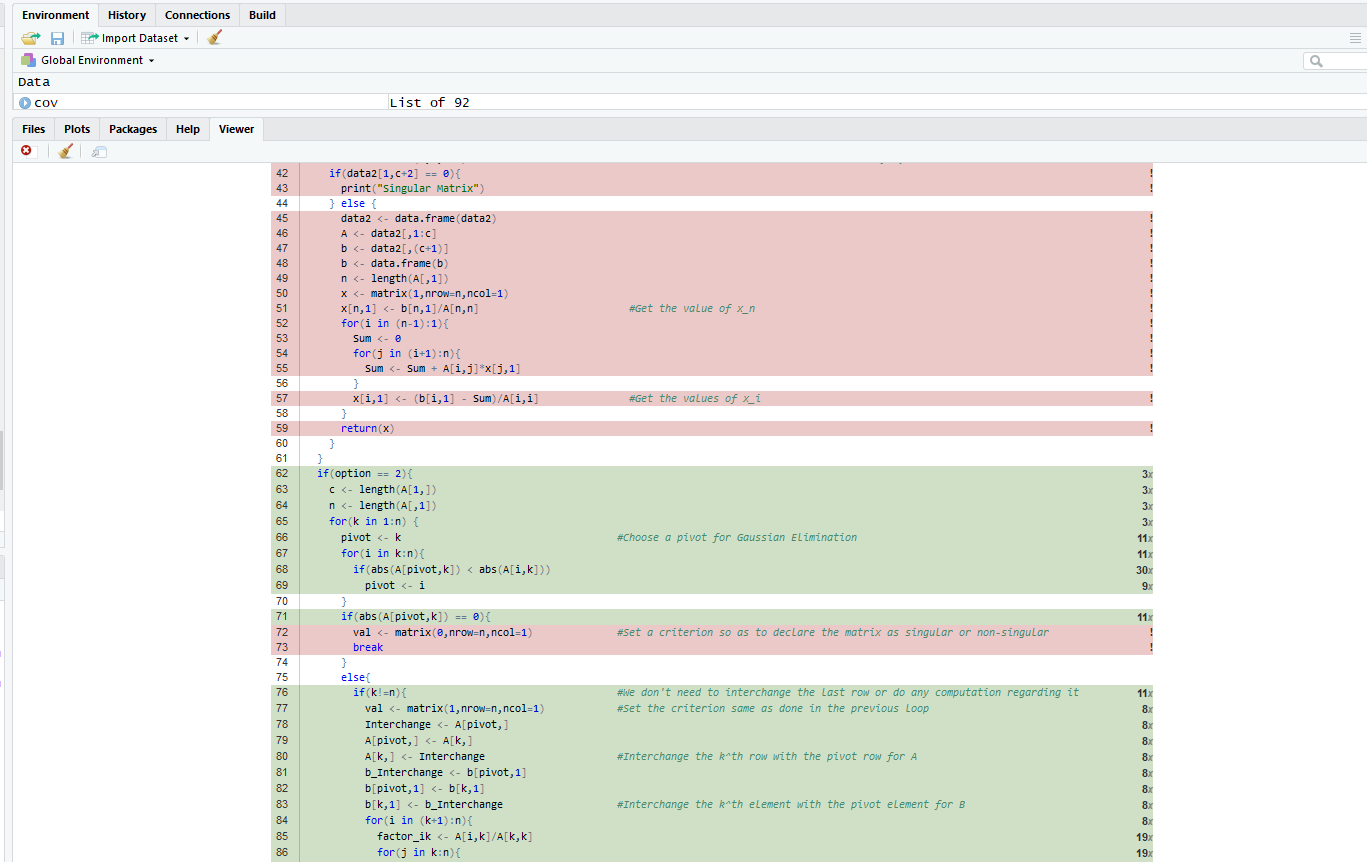 Environment History Connections Build
Import Dataset
Global Environment
Data
cov List of 92
Files Plots Packages Help Viewer
42 if(data2[1,c+2] == 0){ !
43 print("Singular Matrix") !
44 } else {
45 data2 <- data.frame(data2) !
46 A <- data2[,1:c] !
47 b <- data2[,(c+1)] !
48 b <- data.frame(b) !
49 n <- length(A[,1]) !
50 x <- matrix(1,nrow=n,ncol=1) !
51 x[n,1] <- b[n,1]/A[n,n] #Get the value of x_n !
52 for(i in (n-1):1){ !
53 Sum <- 0 !
54 for(j in (i+1):n){ !
55 Sum <- Sum + A[i,j]*x[j,1] !
56 }
57 x[i,1] <- (b[i,1] - Sum)/A[i,i] #Get the values of x_i !
58 }
59 return(x) !
60 }
61 }
62 if(option == 2){ 3x
63 c <- length(A[1,]) 3x
64 n <- length(A[,1]) 3x
65 for(k in 1:n) { 3x
66 pivot <- k #Choose a pivot for Gaussian Elimination 11x
67 for(i in k:n){ 11x
68 if(abs(A[pivot,k]) < abs(A[i,k])) 30x
69 pivot <- i 9x
70 }
71 if(abs(A[pivot,k]) == 0){ 11x
72 val <- matrix(0,nrow=n,ncol=1) #Set a criterion so as to declare the matrix as singular or non-singular !
73 break !
74 }
75 else{
76 if(k!=n){ #We don't need to interchange the last row or do any computation regarding it 11x
77 val <- matrix(1,nrow=n,ncol=1) #Set the criterion same as done in the previous loop 8x
78 Interchange <- A[pivot,] 8x
79 A[pivot,] <- A[k,] 8x
80 A[k,] <- Interchange #Interchange the k^th row with the pivot row for A 8x
81 b_Interchange <- b[pivot,1] 8x
82 b[pivot,1] <- b[k,1] 8x
83 b[k,1] <- b_Interchange #Interchange the k^th element with the pivot element for B 8x
84 for(i in (k+1):n){ 8x
85 factor_ik <- A[i,k]/A[k,k] 19x
86 for(j in k:n){ 19x